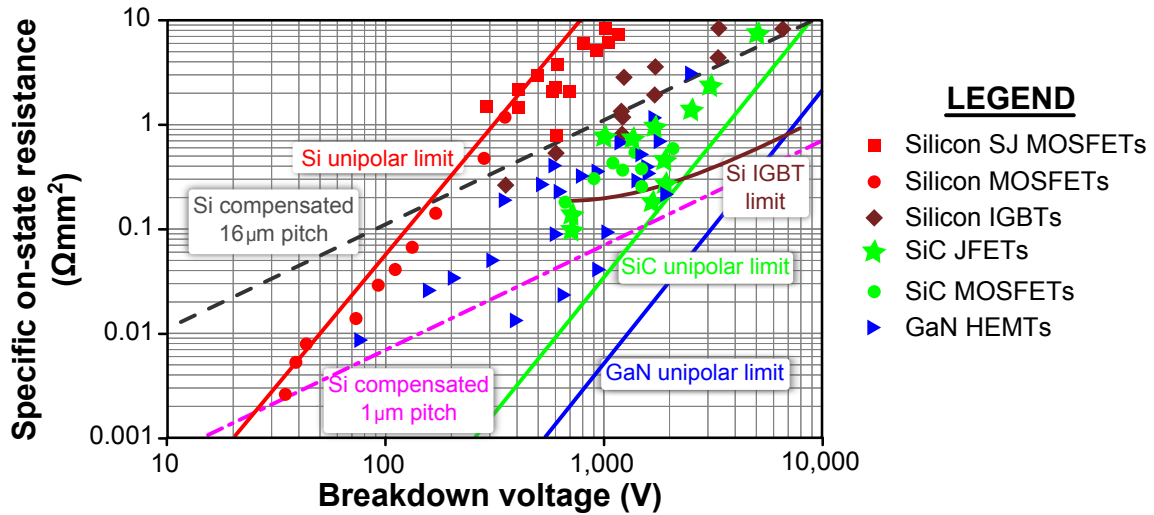 Specific on-state resistance
(Ωmm²)
10
1
0.1
0.01
0.001
10
100
1,000
10,000
Breakdown voltage (V)
Si unipolar limit
Si compensated
16μm pitch
Si IGBT
limit
SiC unipolar limit
Si compensated
1μm pitch
GaN unipolar limit
LEGEND
Silicon SJ MOSFETs
Silicon MOSFETs
Silicon IGBTs
SiC JFETs
SiC MOSFETs
GaN HEMTs